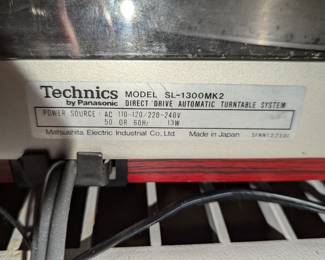 Technics MODEL SL-1300MK2
by Panasonic DIRECT DRIVE AUTOMATIC TURNTABLE SYSTEM
POWER SOURCE: AC 110-120/220-240V
50 OR 60Hz 13W
Matsushita Electric Industrial Co., Ltd. Made in Japan